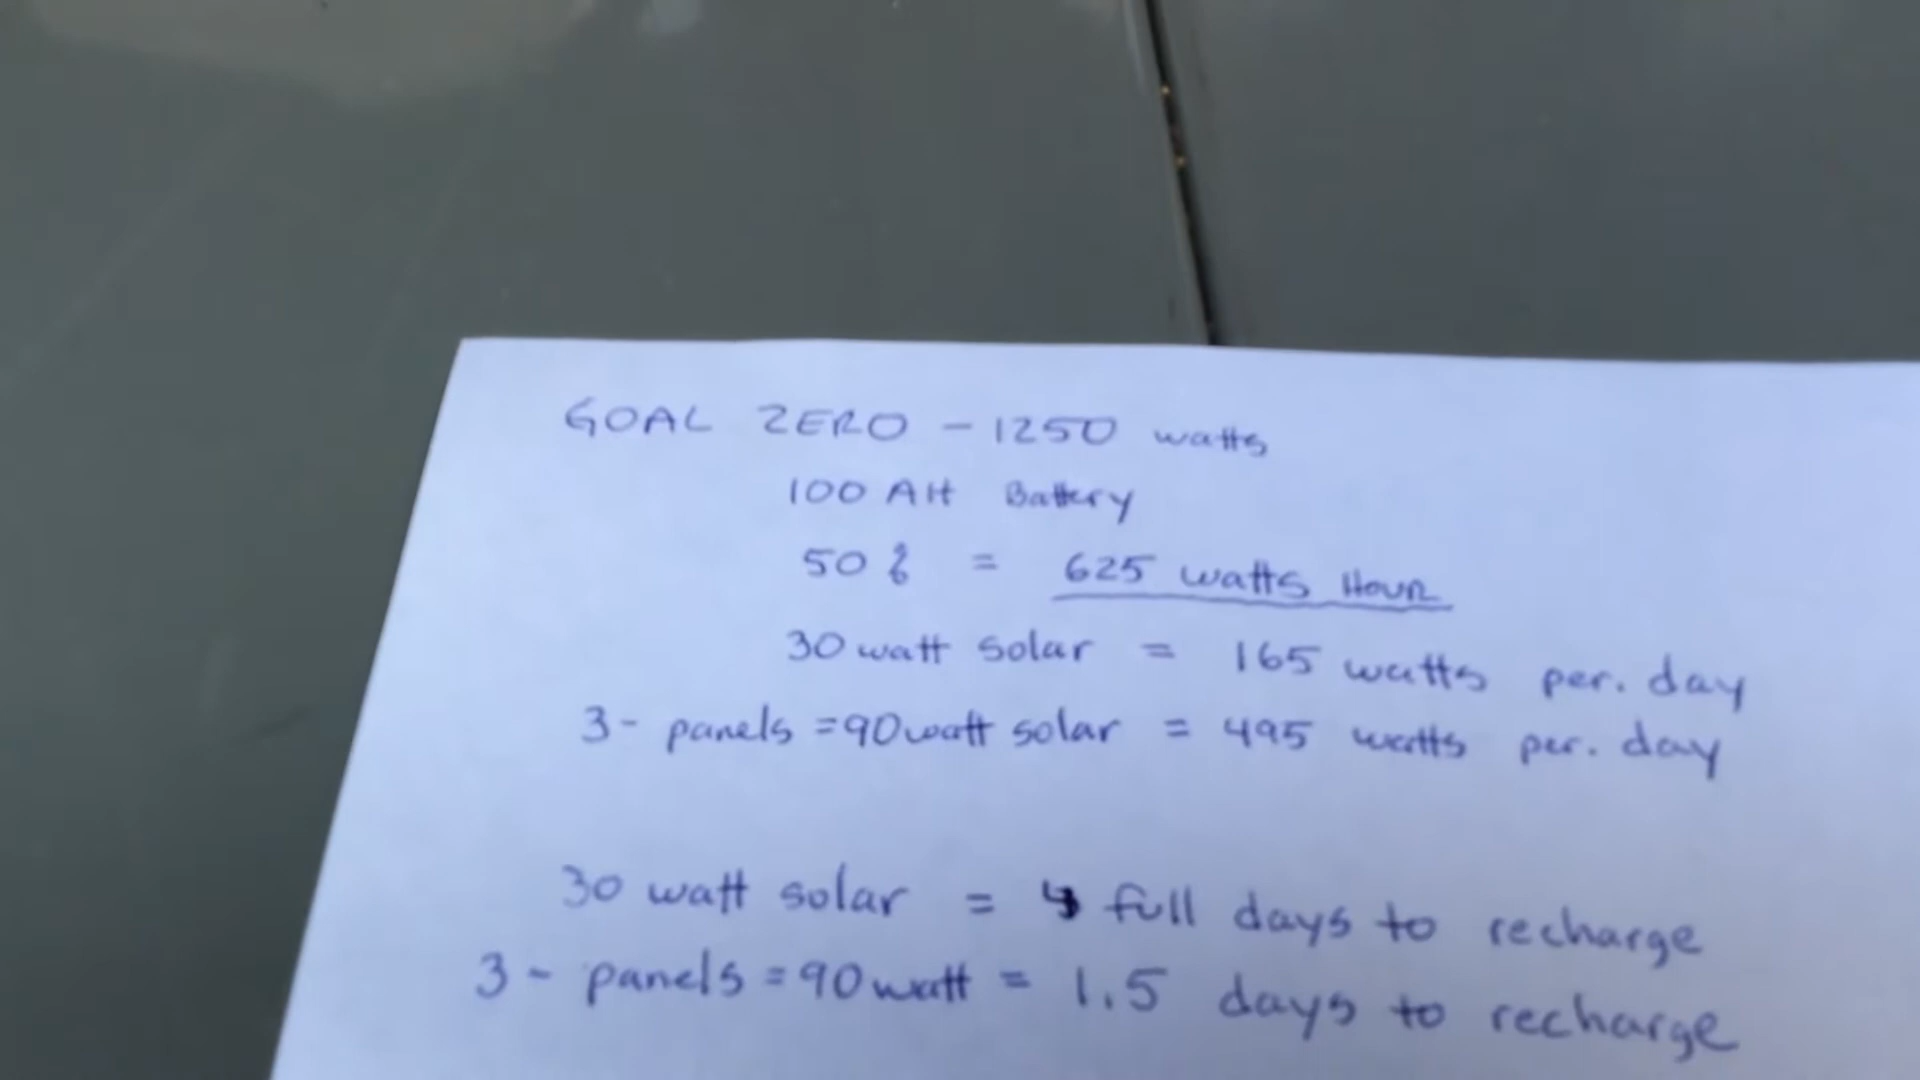 GOAL ZERO - 1250 watts
100 AH Battery
50 % = 625 watts HOUR
30 watt solar = 165 watts per. day
3- panels = 90 watt solar = 495 watts per. day
30 watt solar = 4 full days to recharge
3 - panels = 90 watt = 1.5 days to recharge